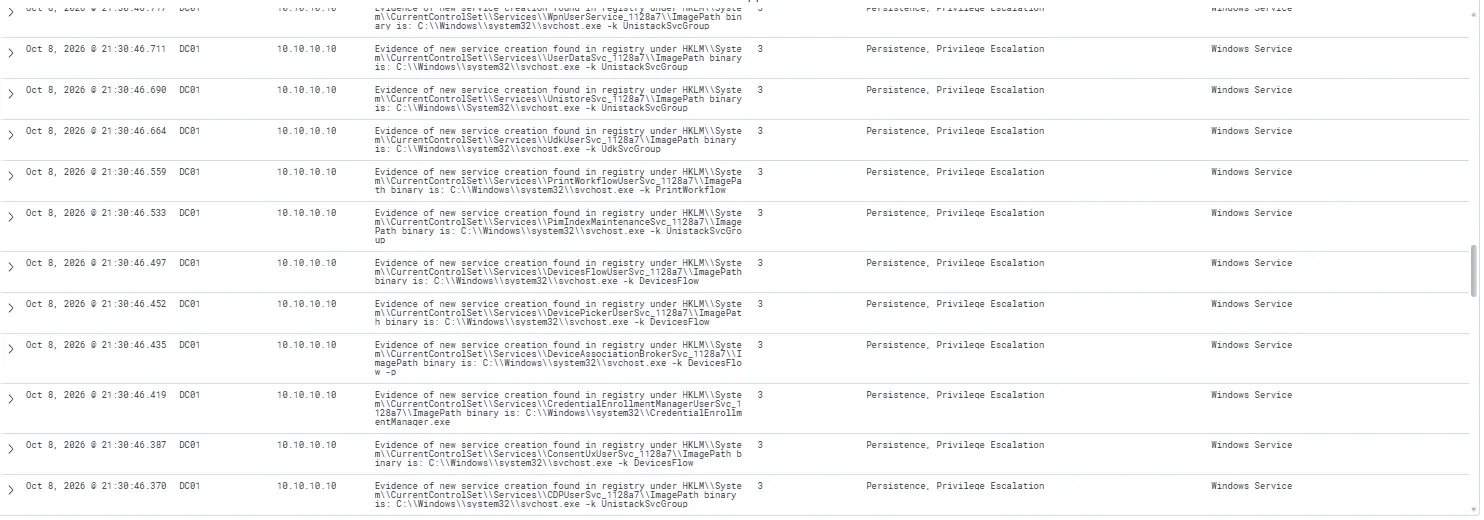 m\\CurrentControlSet\\Services\\WpnUserService_1128a7\\ImagePath bin
ary is: C:\\Windows\\system32\\svchost.exe -k UnistackSvcGroup
Oct 8, 2026 @ 21:30:46.711 DC01 10.10.10.10 Evidence of new service creation found in registry under HKLM\\Syste 3 Persistence, Privilege Escalation Windows Service
m\\CurrentControlSet\\Services\\UserDataSvc_1128a7\\ImagePath binary
is: C:\\Windows\\system32\\svchost.exe -k UnistackSvcGroup
Oct 8, 2026 @ 21:30:46.690 DC01 10.10.10.10 Evidence of new service creation found in registry under HKLM\\Syste 3 Persistence, Privilege Escalation Windows Service
m\\CurrentControlSet\\Services\\UnistoreSvc_1128a7\\ImagePath binary
is: C:\\Windows\\System32\\svchost.exe -k UnistackSvcGroup
Oct 8, 2026 @ 21:30:46.664 DC01 10.10.10.10 Evidence of new service creation found in registry under HKLM\\Syste 3 Persistence, Privilege Escalation Windows Service
m\\CurrentControlSet\\Services\\UdkUserSvc_1128a7\\ImagePath binary
is: C:\\Windows\\system32\\svchost.exe -k UdkSvcGroup
Oct 8, 2026 @ 21:30:46.559 DC01 10.10.10.10 Evidence of new service creation found in registry under HKLM\\Syste 3 Persistence, Privilege Escalation Windows Service
m\\CurrentControlSet\\Services\\PrintWorkflowUserSvc_1128a7\\ImagePa
th binary is: C:\\Windows\\system32\\svchost.exe -k PrintWorkflow
Oct 8, 2026 @ 21:30:46.533 DC01 10.10.10.10 Evidence of new service creation found in registry under HKLM\\Syste 3 Persistence, Privilege Escalation Windows Service
m\\CurrentControlSet\\Services\\PimIndexMaintenanceSvc_1128a7\\Image
Path binary is: C:\\Windows\\system32\\svchost.exe -k UnistackSvcGro
up
Oct 8, 2026 @ 21:30:46.497 DC01 10.10.10.10 Evidence of new service creation found in registry under HKLM\\Syste 3 Persistence, Privilege Escalation Windows Service
m\\CurrentControlSet\\Services\\DevicesFlowUserSvc_1128a7\\ImagePath
binary is: C:\\Windows\\system32\\svchost.exe -k DevicesFlow
Oct 8, 2026 @ 21:30:46.452 DC01 10.10.10.10 Evidence of new service creation found in registry under HKLM\\Syste 3 Persistence, Privilege Escalation Windows Service
m\\CurrentControlSet\\Services\\DevicePickerUserSvc_1128a7\\ImagePat
h binary is: C:\\Windows\\system32\\svchost.exe -k DevicesFlow
Oct 8, 2026 @ 21:30:46.435 DC01 10.10.10.10 Evidence of new service creation found in registry under HKLM\\Syste 3 Persistence, Privilege Escalation Windows Service
m\\CurrentControlSet\\Services\\DeviceAssociationBrokerSvc_1128a7\\I
magePath binary is: C:\\Windows\\system32\\svchost.exe -k DevicesFlo
w -p
Oct 8, 2026 @ 21:30:46.419 DC01 10.10.10.10 Evidence of new service creation found in registry under HKLM\\Syste 3 Persistence, Privilege Escalation Windows Service
m\\CurrentControlSet\\Services\\CredentialEnrollmentManagerUserSvc_1
128a7\\ImagePath binary is: C:\\Windows\\system32\\CredentialEnrollm
entManager.exe
Oct 8, 2026 @ 21:30:46.387 DC01 10.10.10.10 Evidence of new service creation found in registry under HKLM\\Syste 3 Persistence, Privilege Escalation Windows Service
m\\CurrentControlSet\\Services\\ConsentUxUserSvc_1128a7\\ImagePath b
inary is: C:\\Windows\\system32\\svchost.exe -k DevicesFlow
Oct 8, 2026 @ 21:30:46.370 DC01 10.10.10.10 Evidence of new service creation found in registry under HKLM\\Syste 3 Persistence, Privilege Escalation Windows Service
m\\CurrentControlSet\\Services\\CDPUserSvc_1128a7\\ImagePath binary
is: C:\\Windows\\system32\\svchost.exe -k UnistackSvcGroup